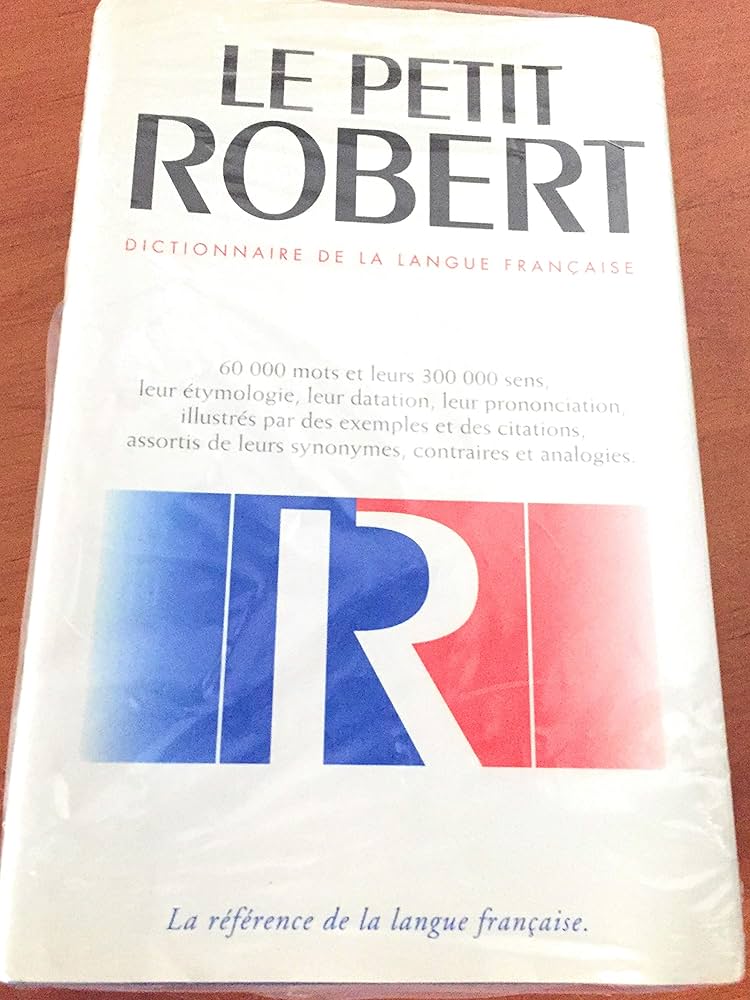 LE PETIT
ROBERT
DICTIONNAIRE DE LA LANGUE FRANÇAISE
60 000 mots et leurs 300 000 sens,
leur étymologie, leur datation, leur prononciation,
illustrés par des exemples et des citations,
assortis de leurs synonymes, contraires et analogies.
R
La référence de la langue française.